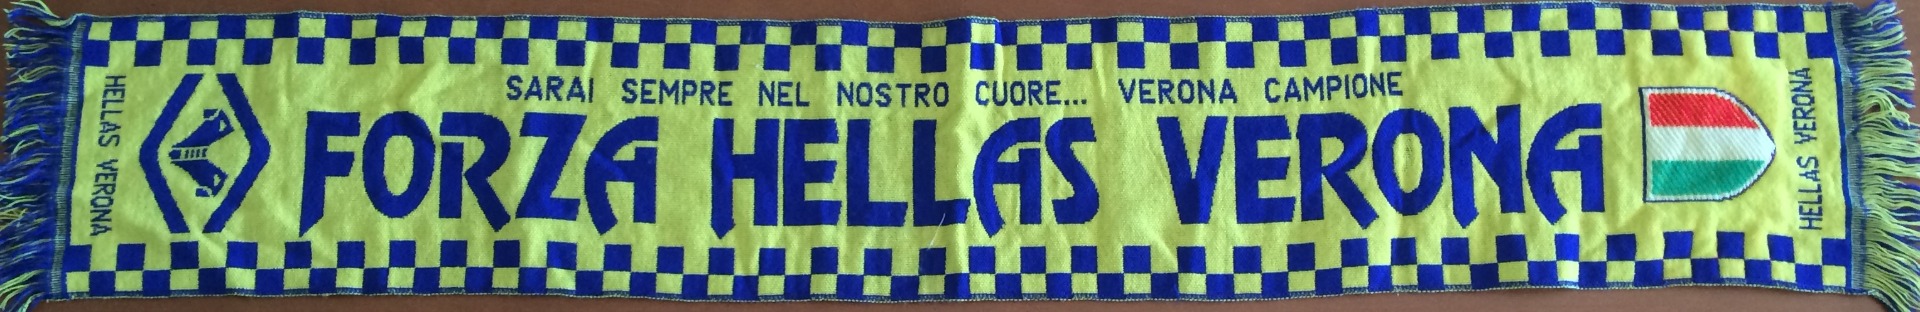 HELLAS VERONA
SARAI SEMPRE NEL NOSTRO CUORE... VERONA CAMPIONE
FORZA HELLAS VERONA
HELLAS VERONA